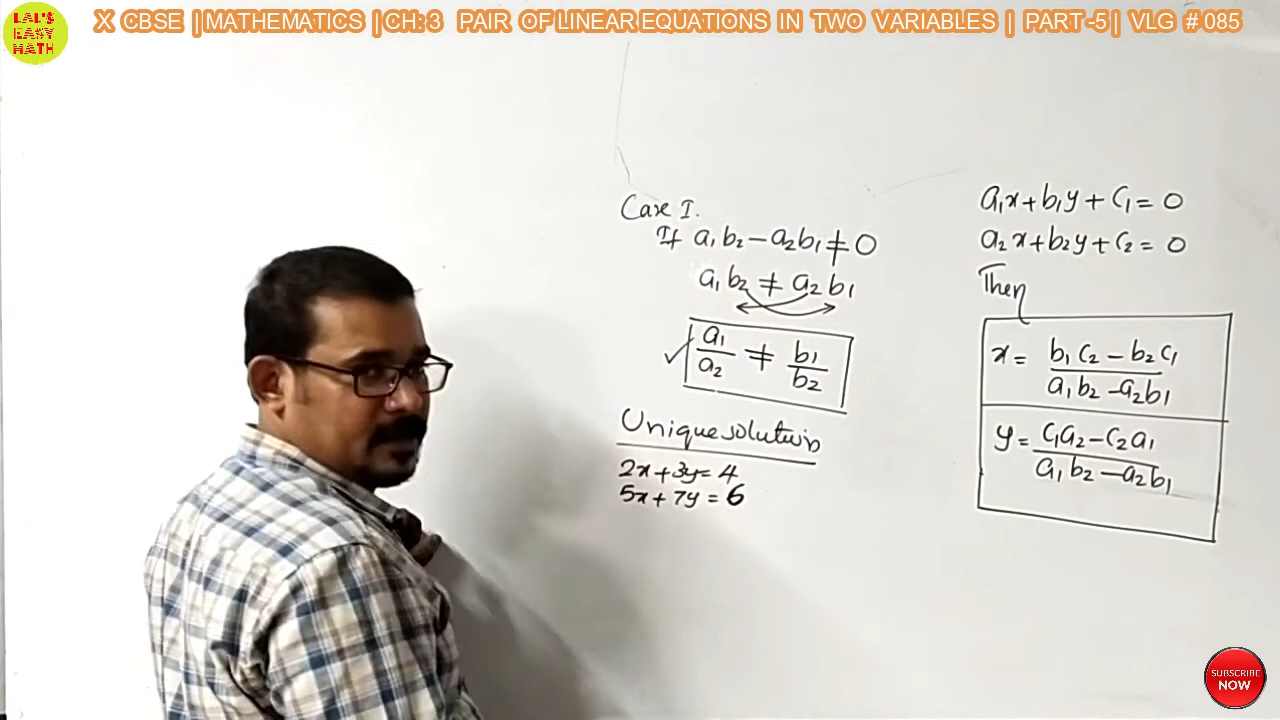 LAL'S
EASY
MATH
X CBSE | MATHEMATICS | CH: 3 PAIR OF LINEAR EQUATIONS IN TWO VARIABLES | PART -5 | VLG # 085
Case I.
If a₁b₂ − a₂b₁ ≠ 0
a₁b₂ ≠ a₂b₁
a₁/a₂ ≠ b₁/b₂
Unique solution
2x + 3y = 4
5x + 7y = 6
a₁x + b₁y + c₁ = 0
a₂x + b₂y + c₂ = 0
Then
x = (b₁c₂ − b₂c₁)/(a₁b₂ − a₂b₁)
y = (c₁a₂ − c₂a₁)/(a₁b₂ − a₂b₁)
SUBSCRIBE
NOW